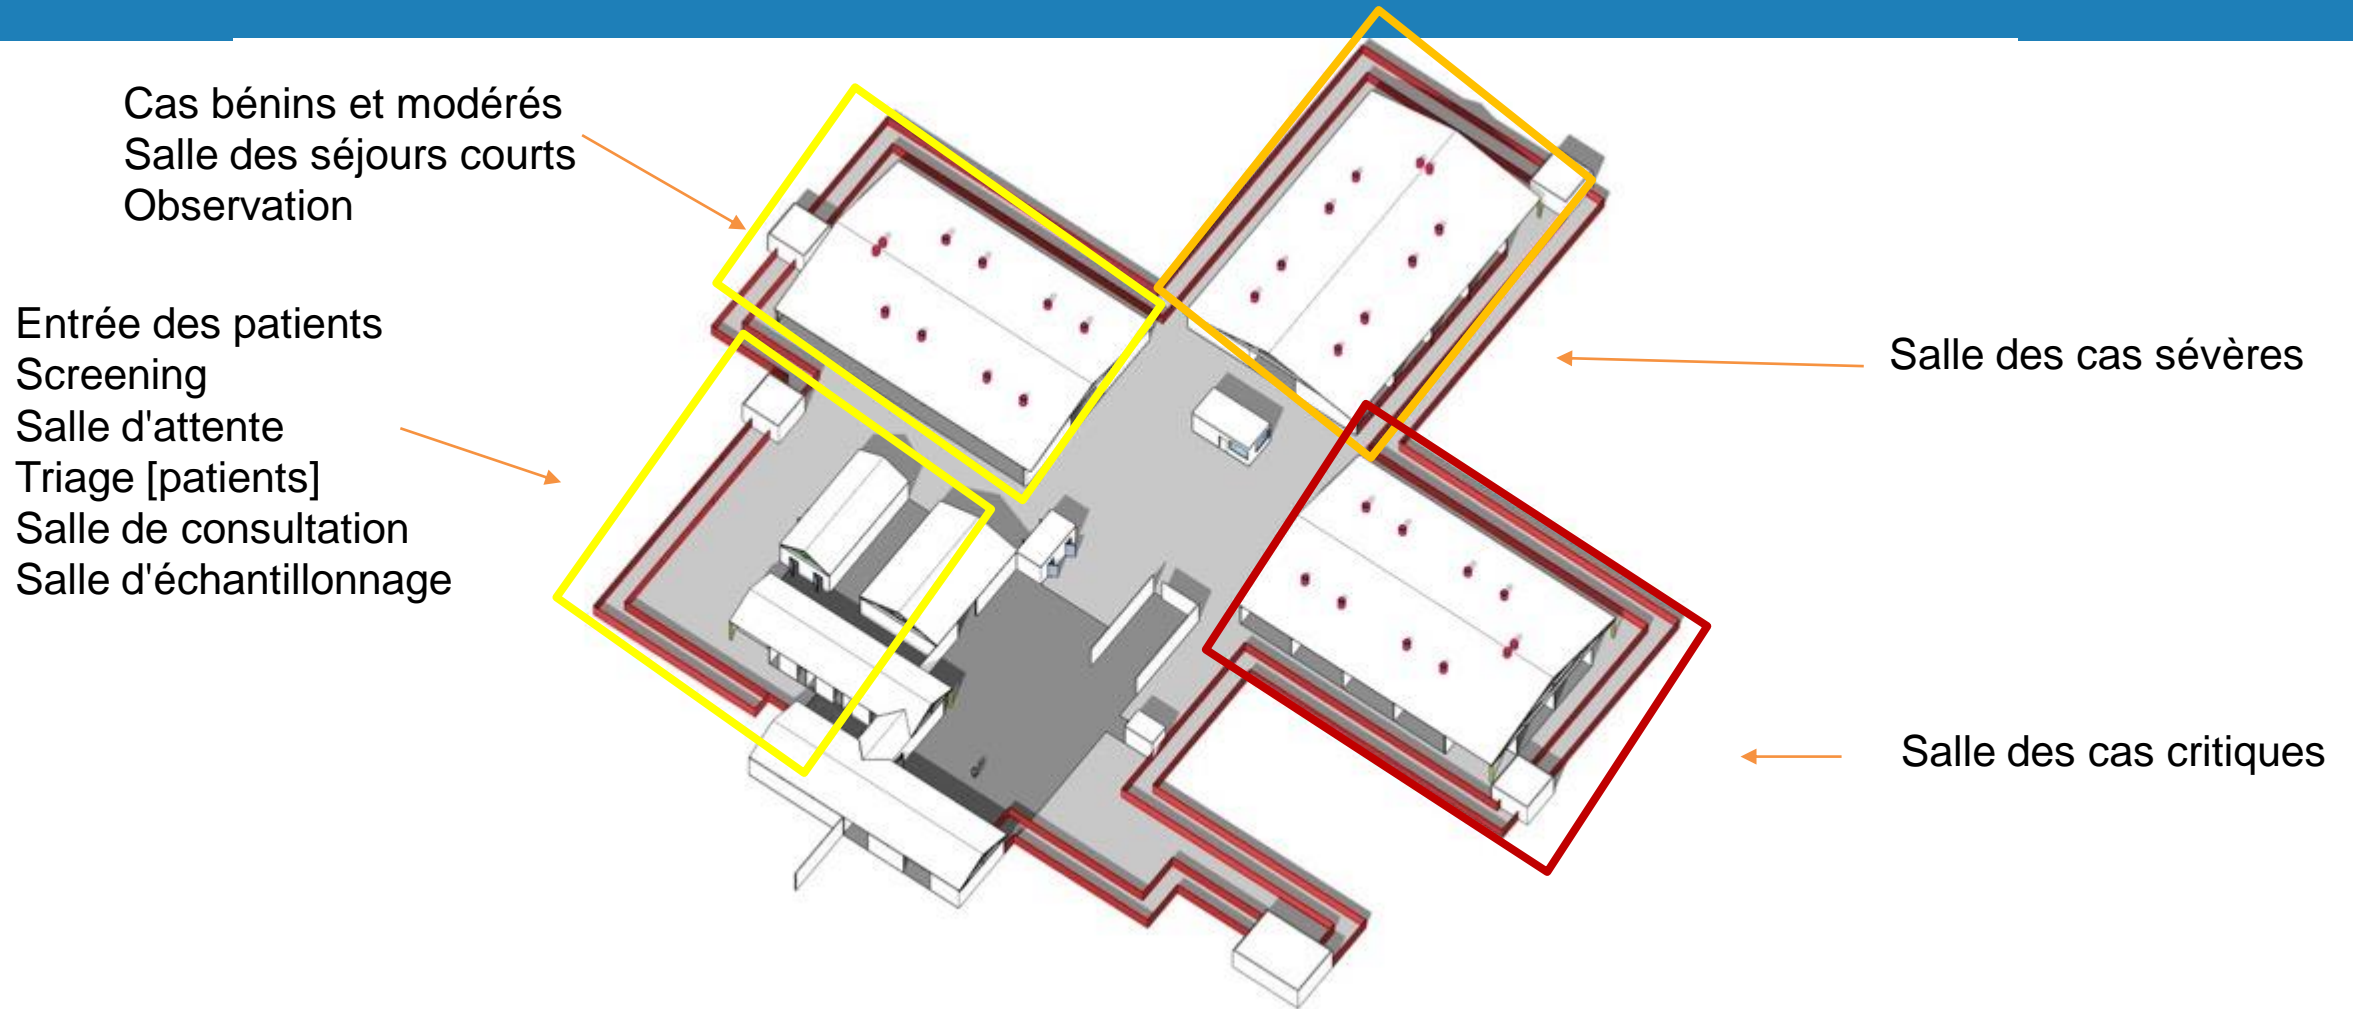 Cas bénins et modérés
Salle des séjours courts
Observation
Entrée des patients
Screening
Salle d'attente
Triage [patients]
Salle de consultation
Salle d'échantillonnage
Salle des cas sévères
Salle des cas critiques